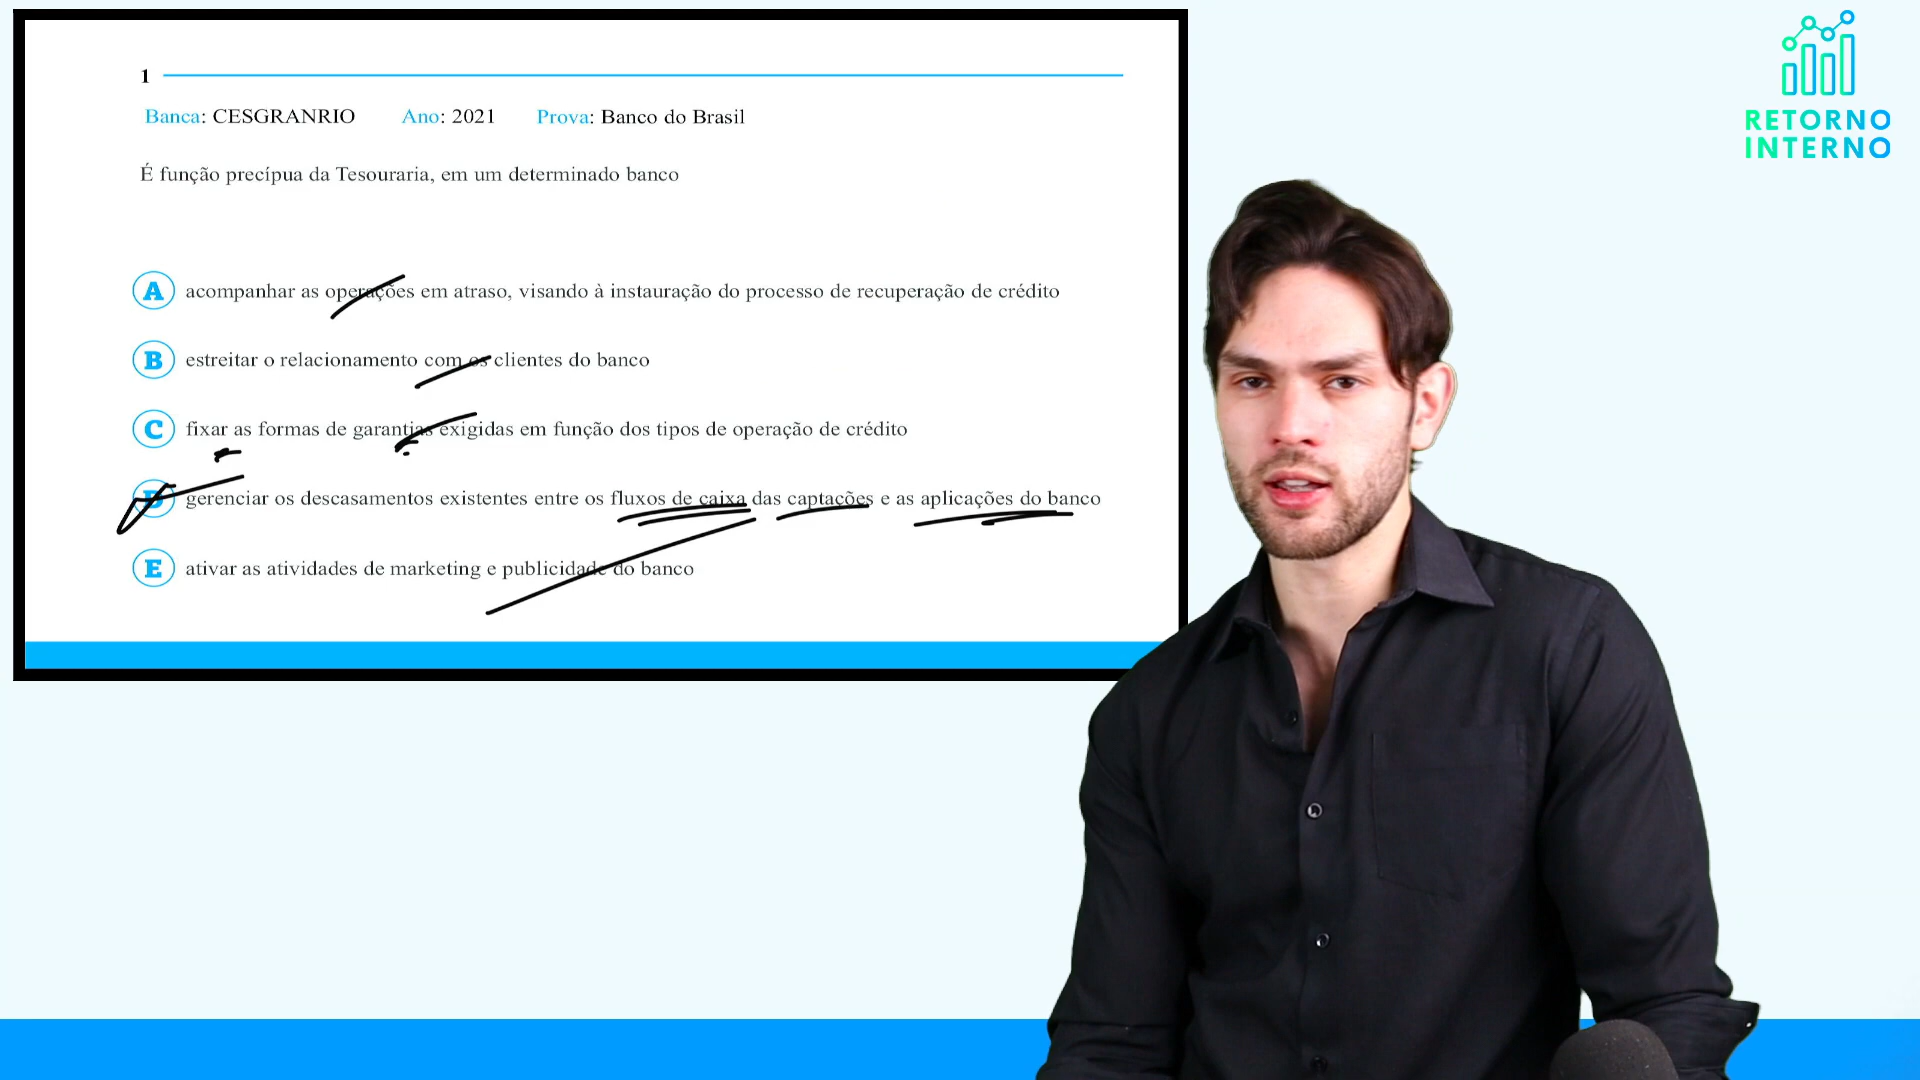 1
Banca: CESGRANRIO Ano: 2021 Prova: Banco do Brasil
É função precípua da Tesouraria, em um determinado banco
A acompanhar as operações em atraso, visando à instauração do processo de recuperação de crédito
B estreitar o relacionamento com os clientes do banco
C fixar as formas de garantias exigidas em função dos tipos de operação de crédito
D gerenciar os descasamentos existentes entre os fluxos de caixa das captações e as aplicações do banco
E ativar as atividades de marketing e publicidade do banco
RETORNO
INTERNO